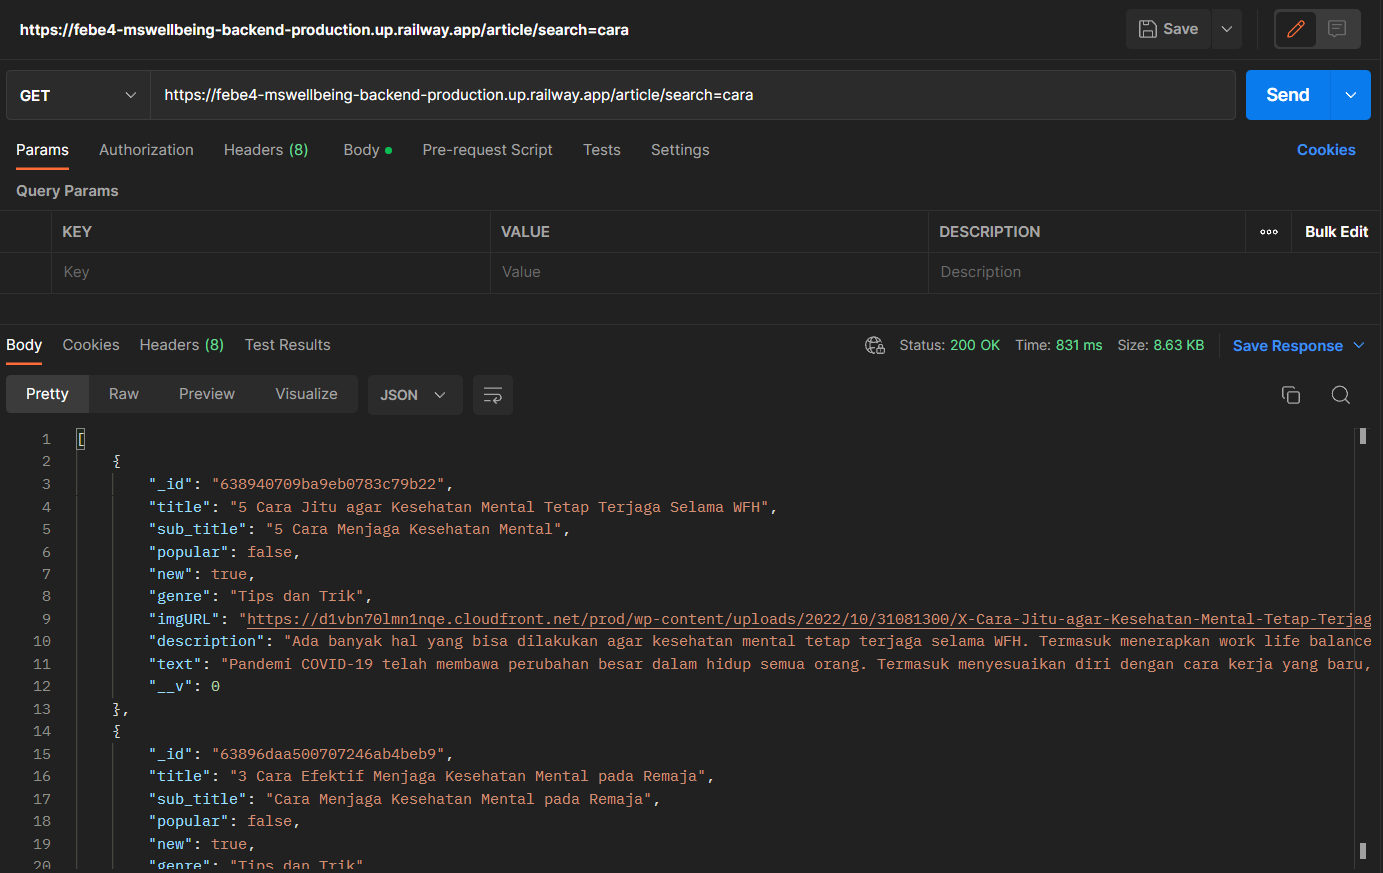 https://febe4-mswellbeing-backend-production.up.railway.app/article/search=cara
Save
GET
https://febe4-mswellbeing-backend-production.up.railway.app/article/search=cara
Send
Params Authorization Headers (8) Body Pre-request Script Tests Settings Cookies
Query Params
KEY VALUE DESCRIPTION Bulk Edit
Key Value Description
Body Cookies Headers (8) Test Results Status: 200 OK Time: 831 ms Size: 8.63 KB Save Response
Pretty Raw Preview Visualize JSON
1 [
2 {
3 "_id": "638940709ba9eb0783c79b22",
4 "title": "5 Cara Jitu agar Kesehatan Mental Tetap Terjaga Selama WFH",
5 "sub_title": "5 Cara Menjaga Kesehatan Mental",
6 "popular": false,
7 "new": true,
8 "genre": "Tips dan Trik",
9 "imgURL": "https://d1vbn70lmn1nqe.cloudfront.net/prod/wp-content/uploads/2022/10/31081300/X-Cara-Jitu-agar-Kesehatan-Mental-Tetap-Terjag
10 "description": "Ada banyak hal yang bisa dilakukan agar kesehatan mental tetap terjaga selama WFH. Termasuk menerapkan work life balance
11 "text": "Pandemi COVID-19 telah membawa perubahan besar dalam hidup semua orang. Termasuk menyesuaikan diri dengan cara kerja yang baru,
12 "__v": 0
13 },
14 {
15 "_id": "63896daa500707246ab4beb9",
16 "title": "3 Cara Efektif Menjaga Kesehatan Mental pada Remaja",
17 "sub_title": "Cara Menjaga Kesehatan Mental pada Remaja",
18 "popular": false,
19 "new": true,
20 "genre": "Tips dan Trik"